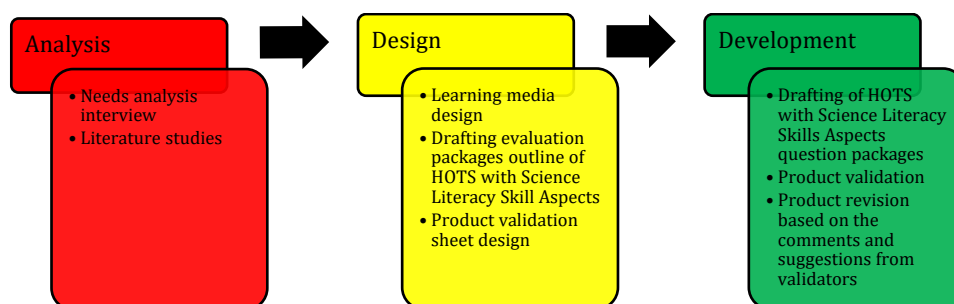 Analysis
• Needs analysis
interview
• Literature studies
Design
• Learning media
design
• Drafting evaluation
packages outline of
HOTS with Science
Literacy Skill Aspects
• Product validation
sheet design
Development
• Drafting of HOTS
with Science Literacy
Skills Aspects
question packages
• Product validation
• Product revision
based on the
comments and
suggestions from
validators